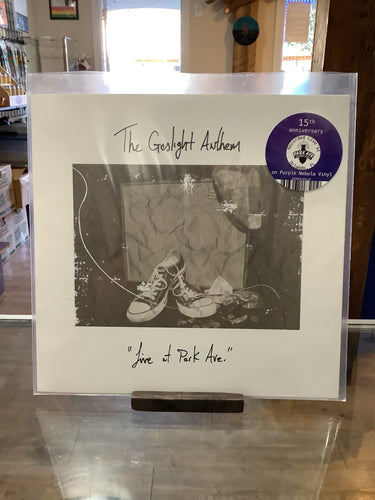 The Gaslight Anthem
15th
anniversary
on Purple Nebula Vinyl
"Live at Park Ave."